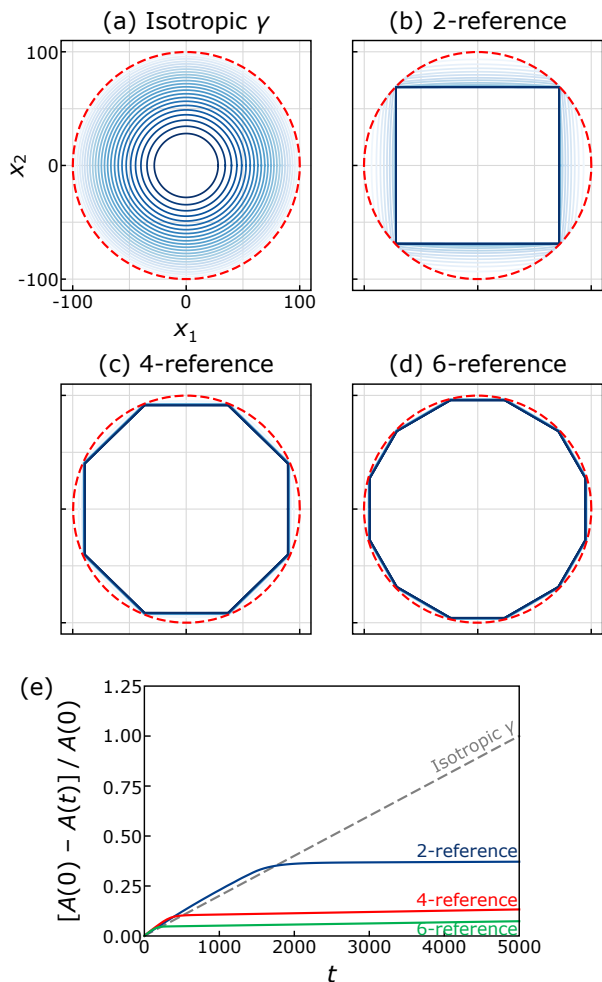 (a) Isotropic γ
(b) 2-reference
100
0
-100
x₂
-100
0
100
x₁
(c) 4-reference
(d) 6-reference
(e)
1.25
1.00
0.75
0.50
0.25
0.00
[A(0) − A(t)] / A(0)
Isotropic γ
2-reference
4-reference
6-reference
0
1000
2000
3000
4000
5000
t